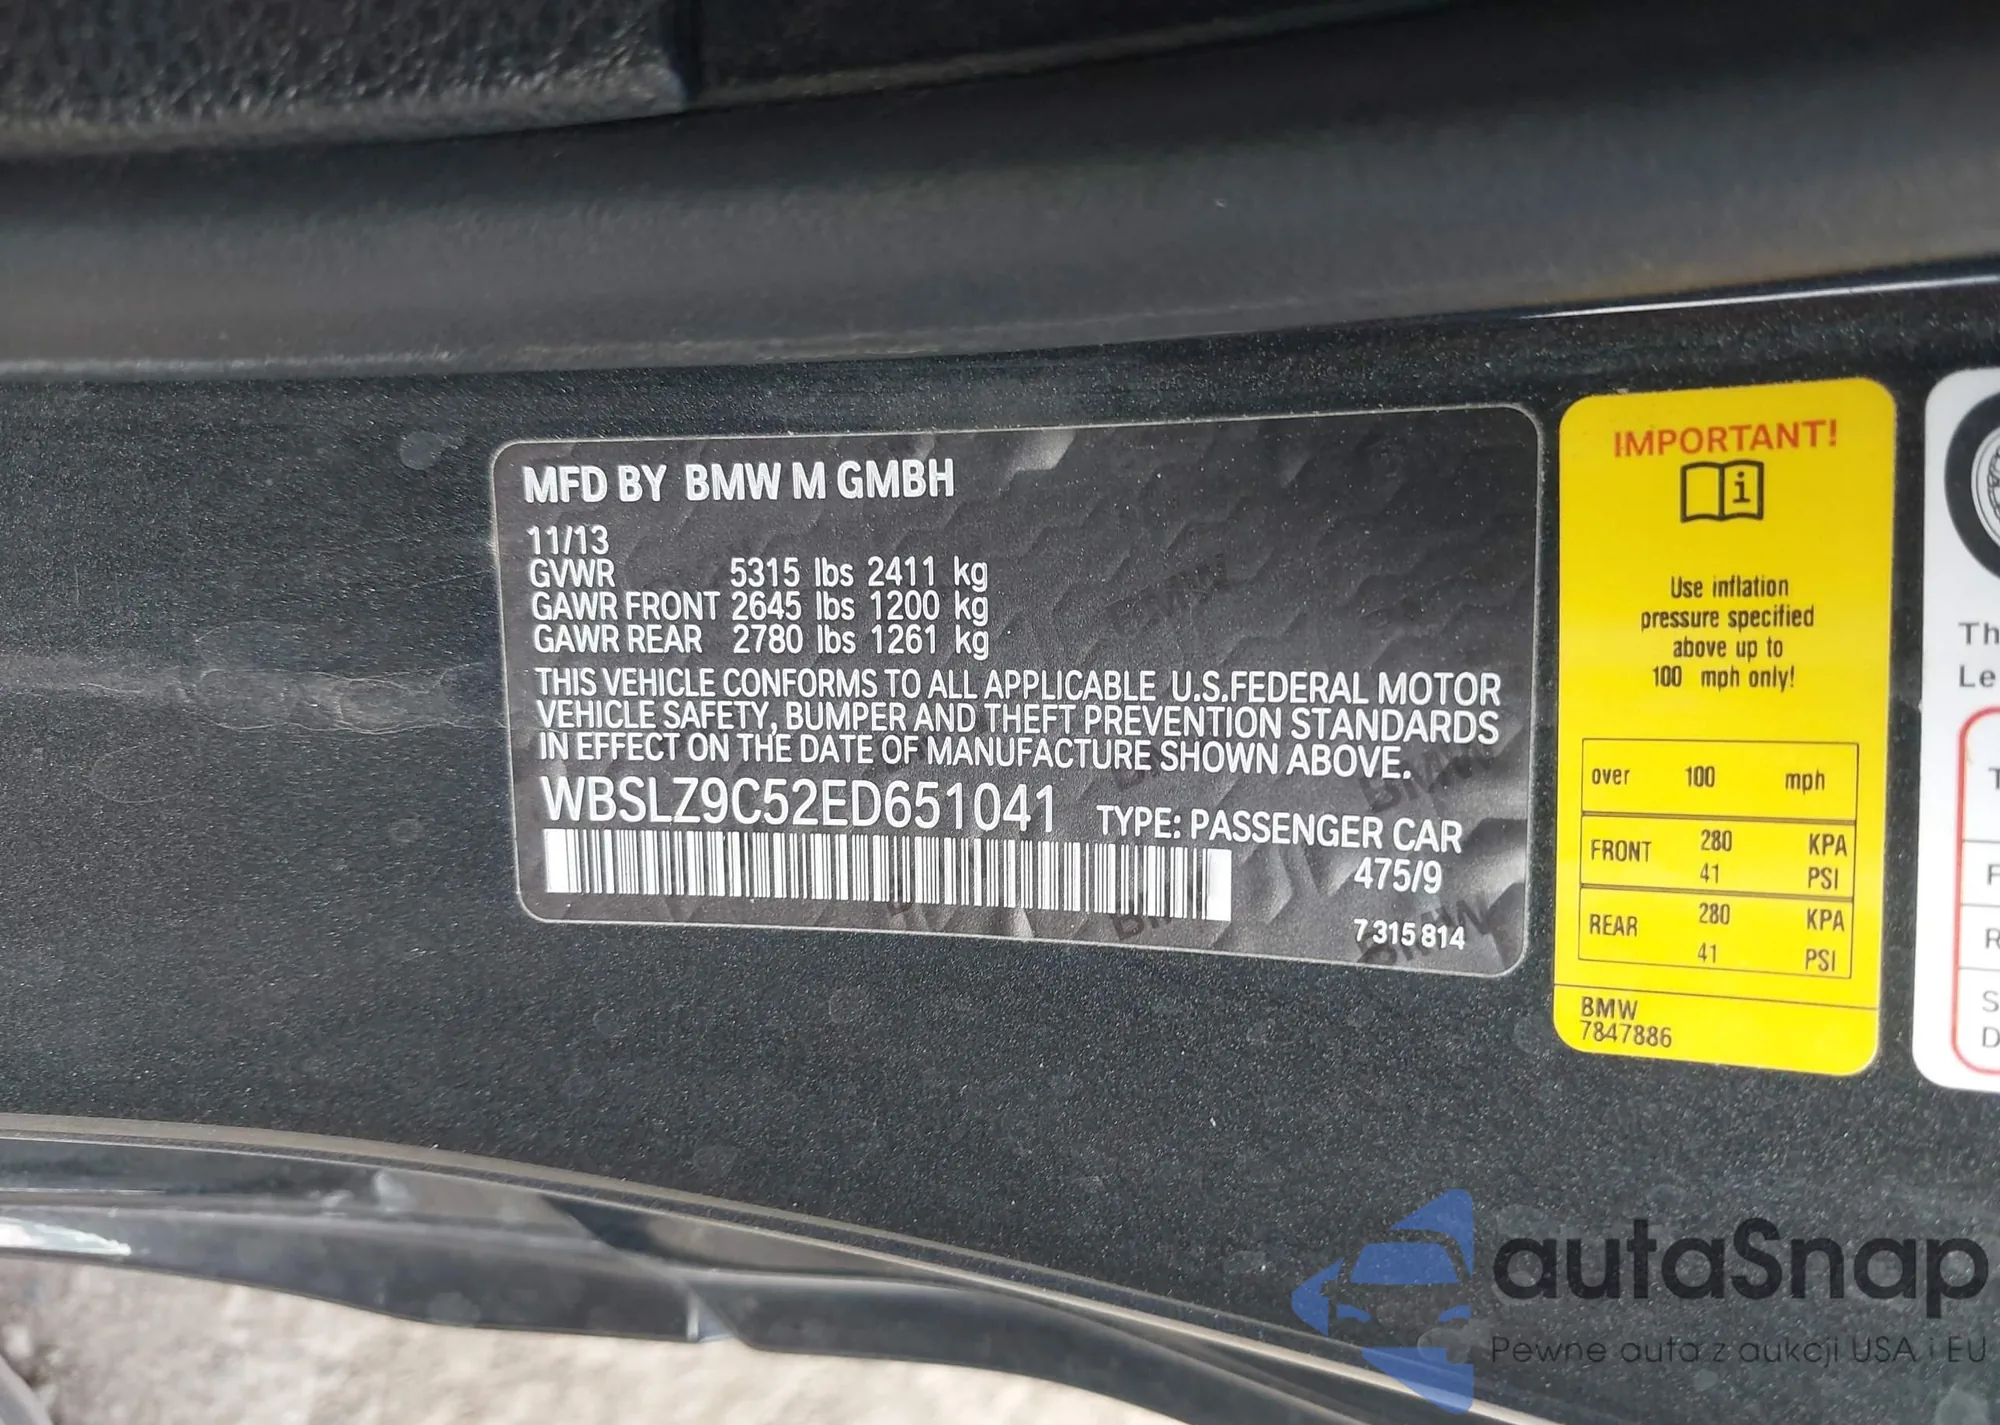 MFD BY BMW M GMBH
11/13
GVWR 5315 lbs 2411 kg
GAWR FRONT 2645 lbs 1200 kg
GAWR REAR 2780 lbs 1261 kg
THIS VEHICLE CONFORMS TO ALL APPLICABLE U.S.FEDERAL MOTOR
VEHICLE SAFETY, BUMPER AND THEFT PREVENTION STANDARDS
IN EFFECT ON THE DATE OF MANUFACTURE SHOWN ABOVE.
WBSLZ9C52ED651041 TYPE: PASSENGER CAR
475/9
7 315 814
IMPORTANT!
i
Use inflation
pressure specified
above up to
100 mph only!
over 100 mph
FRONT 280 KPA
41 PSI
REAR 280 KPA
41 PSI
BMW
7847886
Th
Le
T
F
R
S
D
autoSnap
Pewne auta z aukcji USA i EU